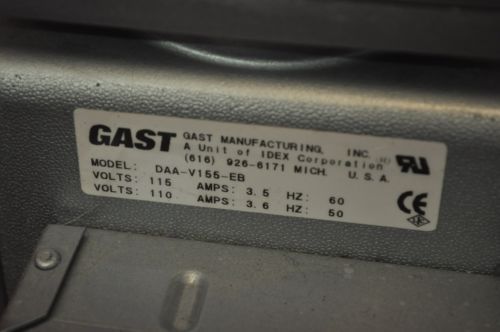 GAST
GAST MANUFACTURING, INC.
A Unit of IDEX Corporation
(616) 926-6171 MICH. U. S. A.
MODEL: DAA-V155-EB
VOLTS: 115 AMPS: 3.5 HZ: 60
VOLTS: 110 AMPS: 3.6 HZ: 50
CE